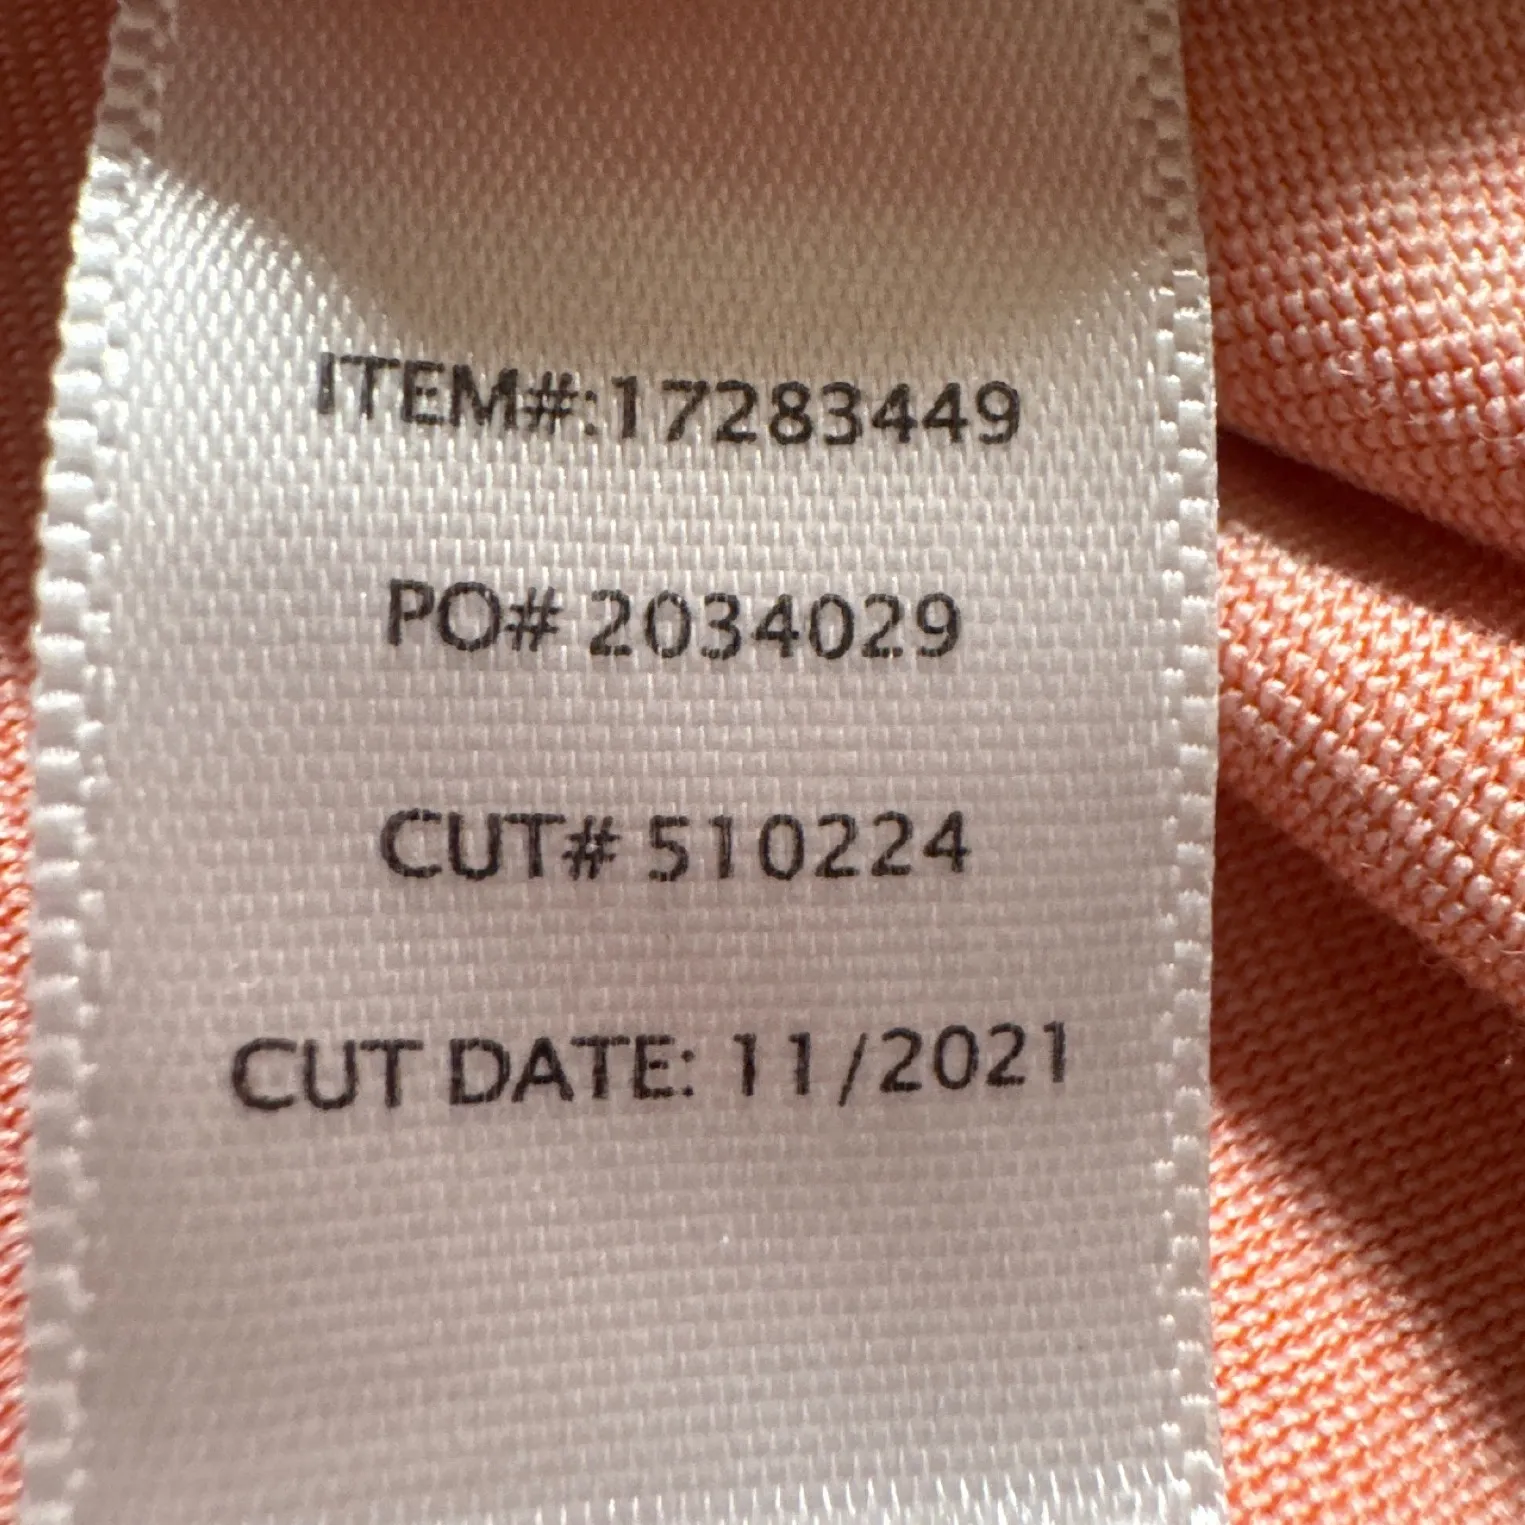 ITEM#:17283449
PO# 2034029
CUT# 510224
CUT DATE: 11/2021